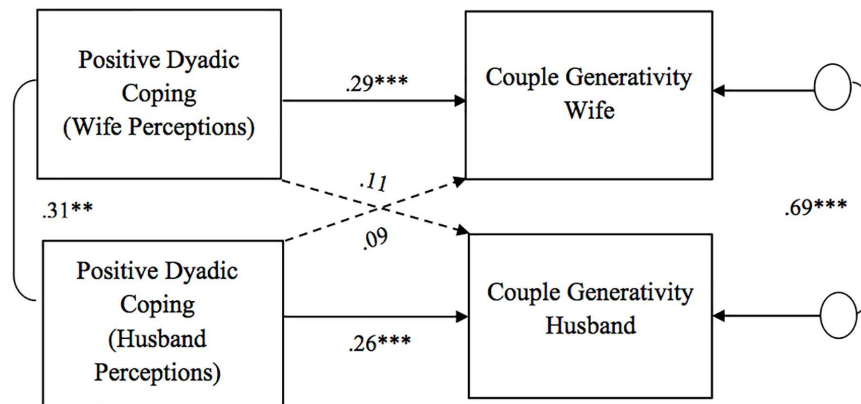 Positive Dyadic
Coping
(Wife Perceptions)
.29***
Couple Generativity
Wife
.11
.31**
.69***
.09
Positive Dyadic
Coping
(Husband
Perceptions)
.26***
Couple Generativity
Husband